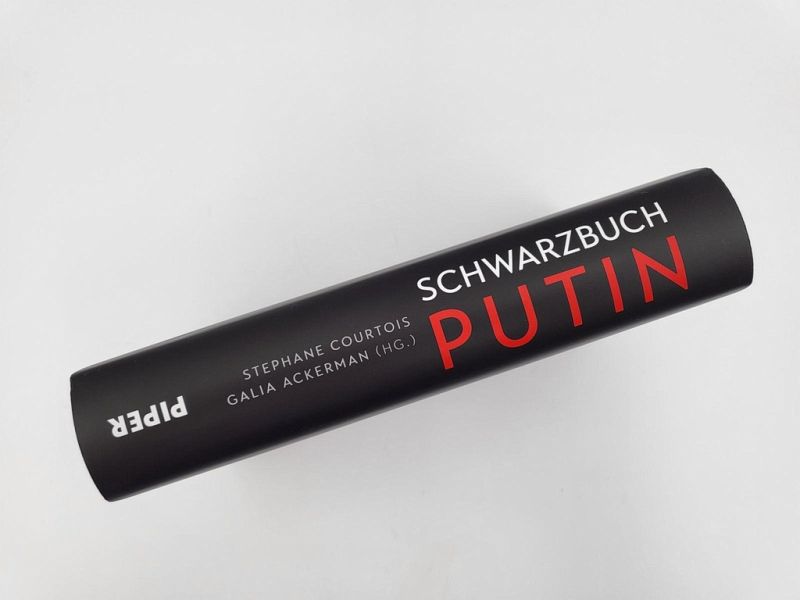 SCHWARZBUCH
PUTIN
STEPHANE COURTOIS
GALIA ACKERMAN (HG.)
PIPER